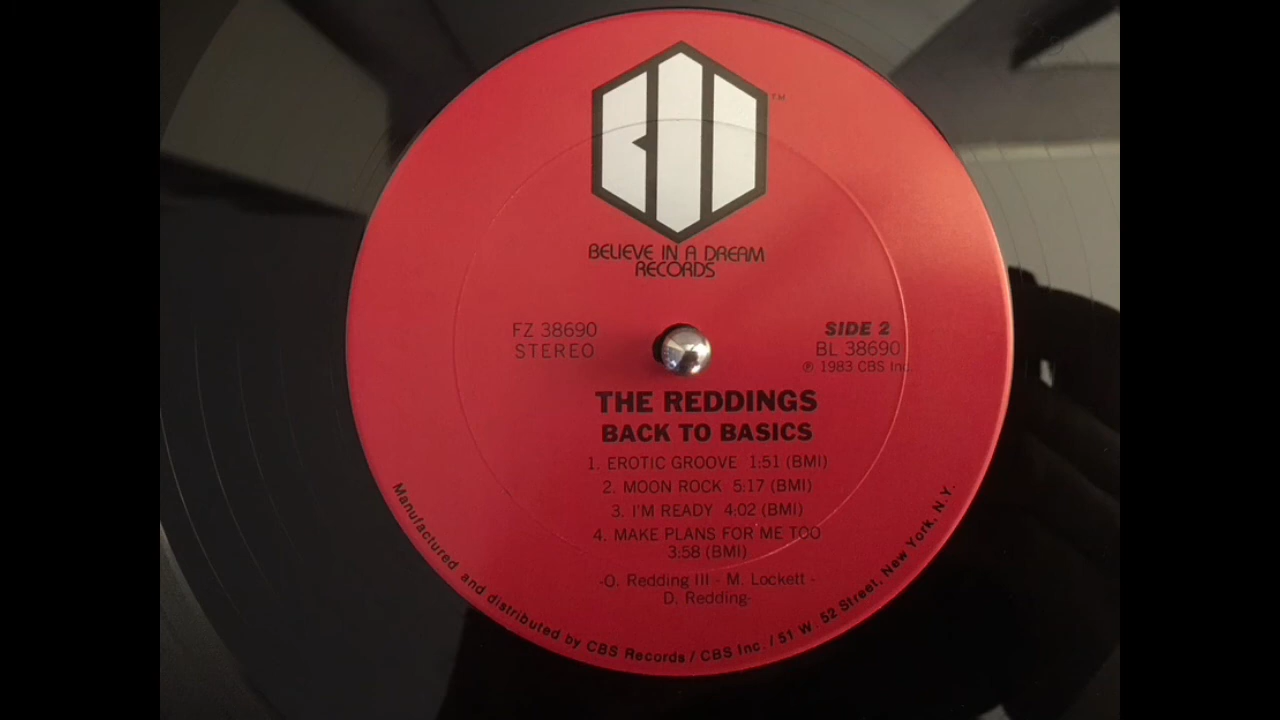 TM
BELIEVE IN A DREAM
RECORDS
FZ 38690
STEREO
SIDE 2
BL 38690
℗ 1983 CBS Inc.
THE REDDINGS
BACK TO BASICS
1. EROTIC GROOVE 1:51 (BMI)
2. MOON ROCK 5:17 (BMI)
3. I'M READY 4:02 (BMI)
4. MAKE PLANS FOR ME TOO
3:58 (BMI)
-O. Redding III - M. Lockett -
D. Redding-
Manufactured and distributed by CBS Records / CBS Inc. / 51 W. 52 Street, New York, N.Y.